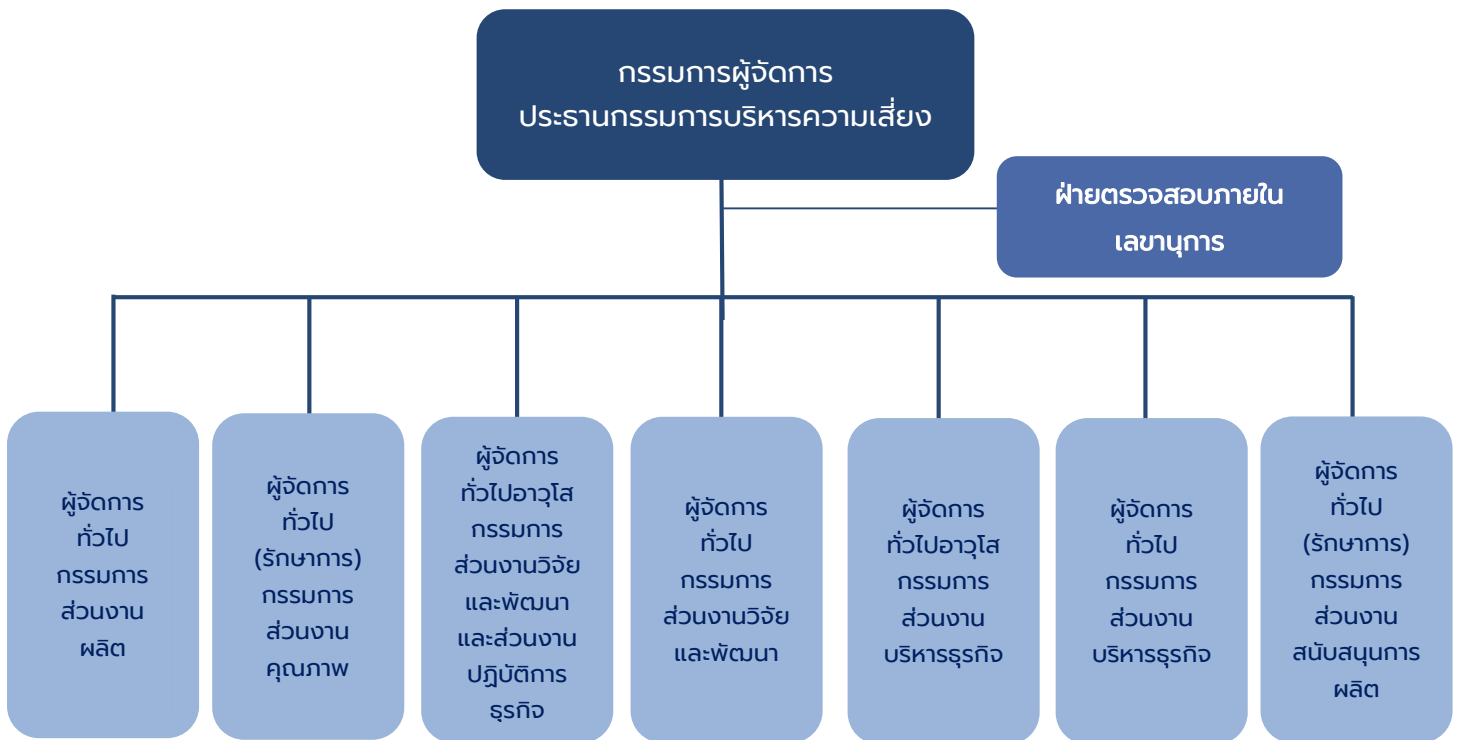 กรรมการผู้จัดการ
ประธานกรรมการบริหารความเสี่ยง
ฝ่ายตรวจสอบภายใน
เลขานุการ
ผู้จัดการ
ทั่วไป
กรรมการ
ส่วนงาน
ผลิต
ผู้จัดการ
ทั่วไป
(รักษาการ)
กรรมการ
ส่วนงาน
คุณภาพ
ผู้จัดการ
ทั่วไปอาวุโส
กรรมการ
ส่วนงานวิจัย
และพัฒนา
และส่วนงาน
ปฏิบัติการ
ธุรกิจ
ผู้จัดการ
ทั่วไป
กรรมการ
ส่วนงานวิจัย
และพัฒนา
ผู้จัดการ
ทั่วไปอาวุโส
กรรมการ
ส่วนงาน
บริหารธุรกิจ
ผู้จัดการ
ทั่วไป
กรรมการ
ส่วนงาน
บริหารธุรกิจ
ผู้จัดการ
ทั่วไป
(รักษาการ)
กรรมการ
ส่วนงาน
สนับสนุนการ
ผลิต